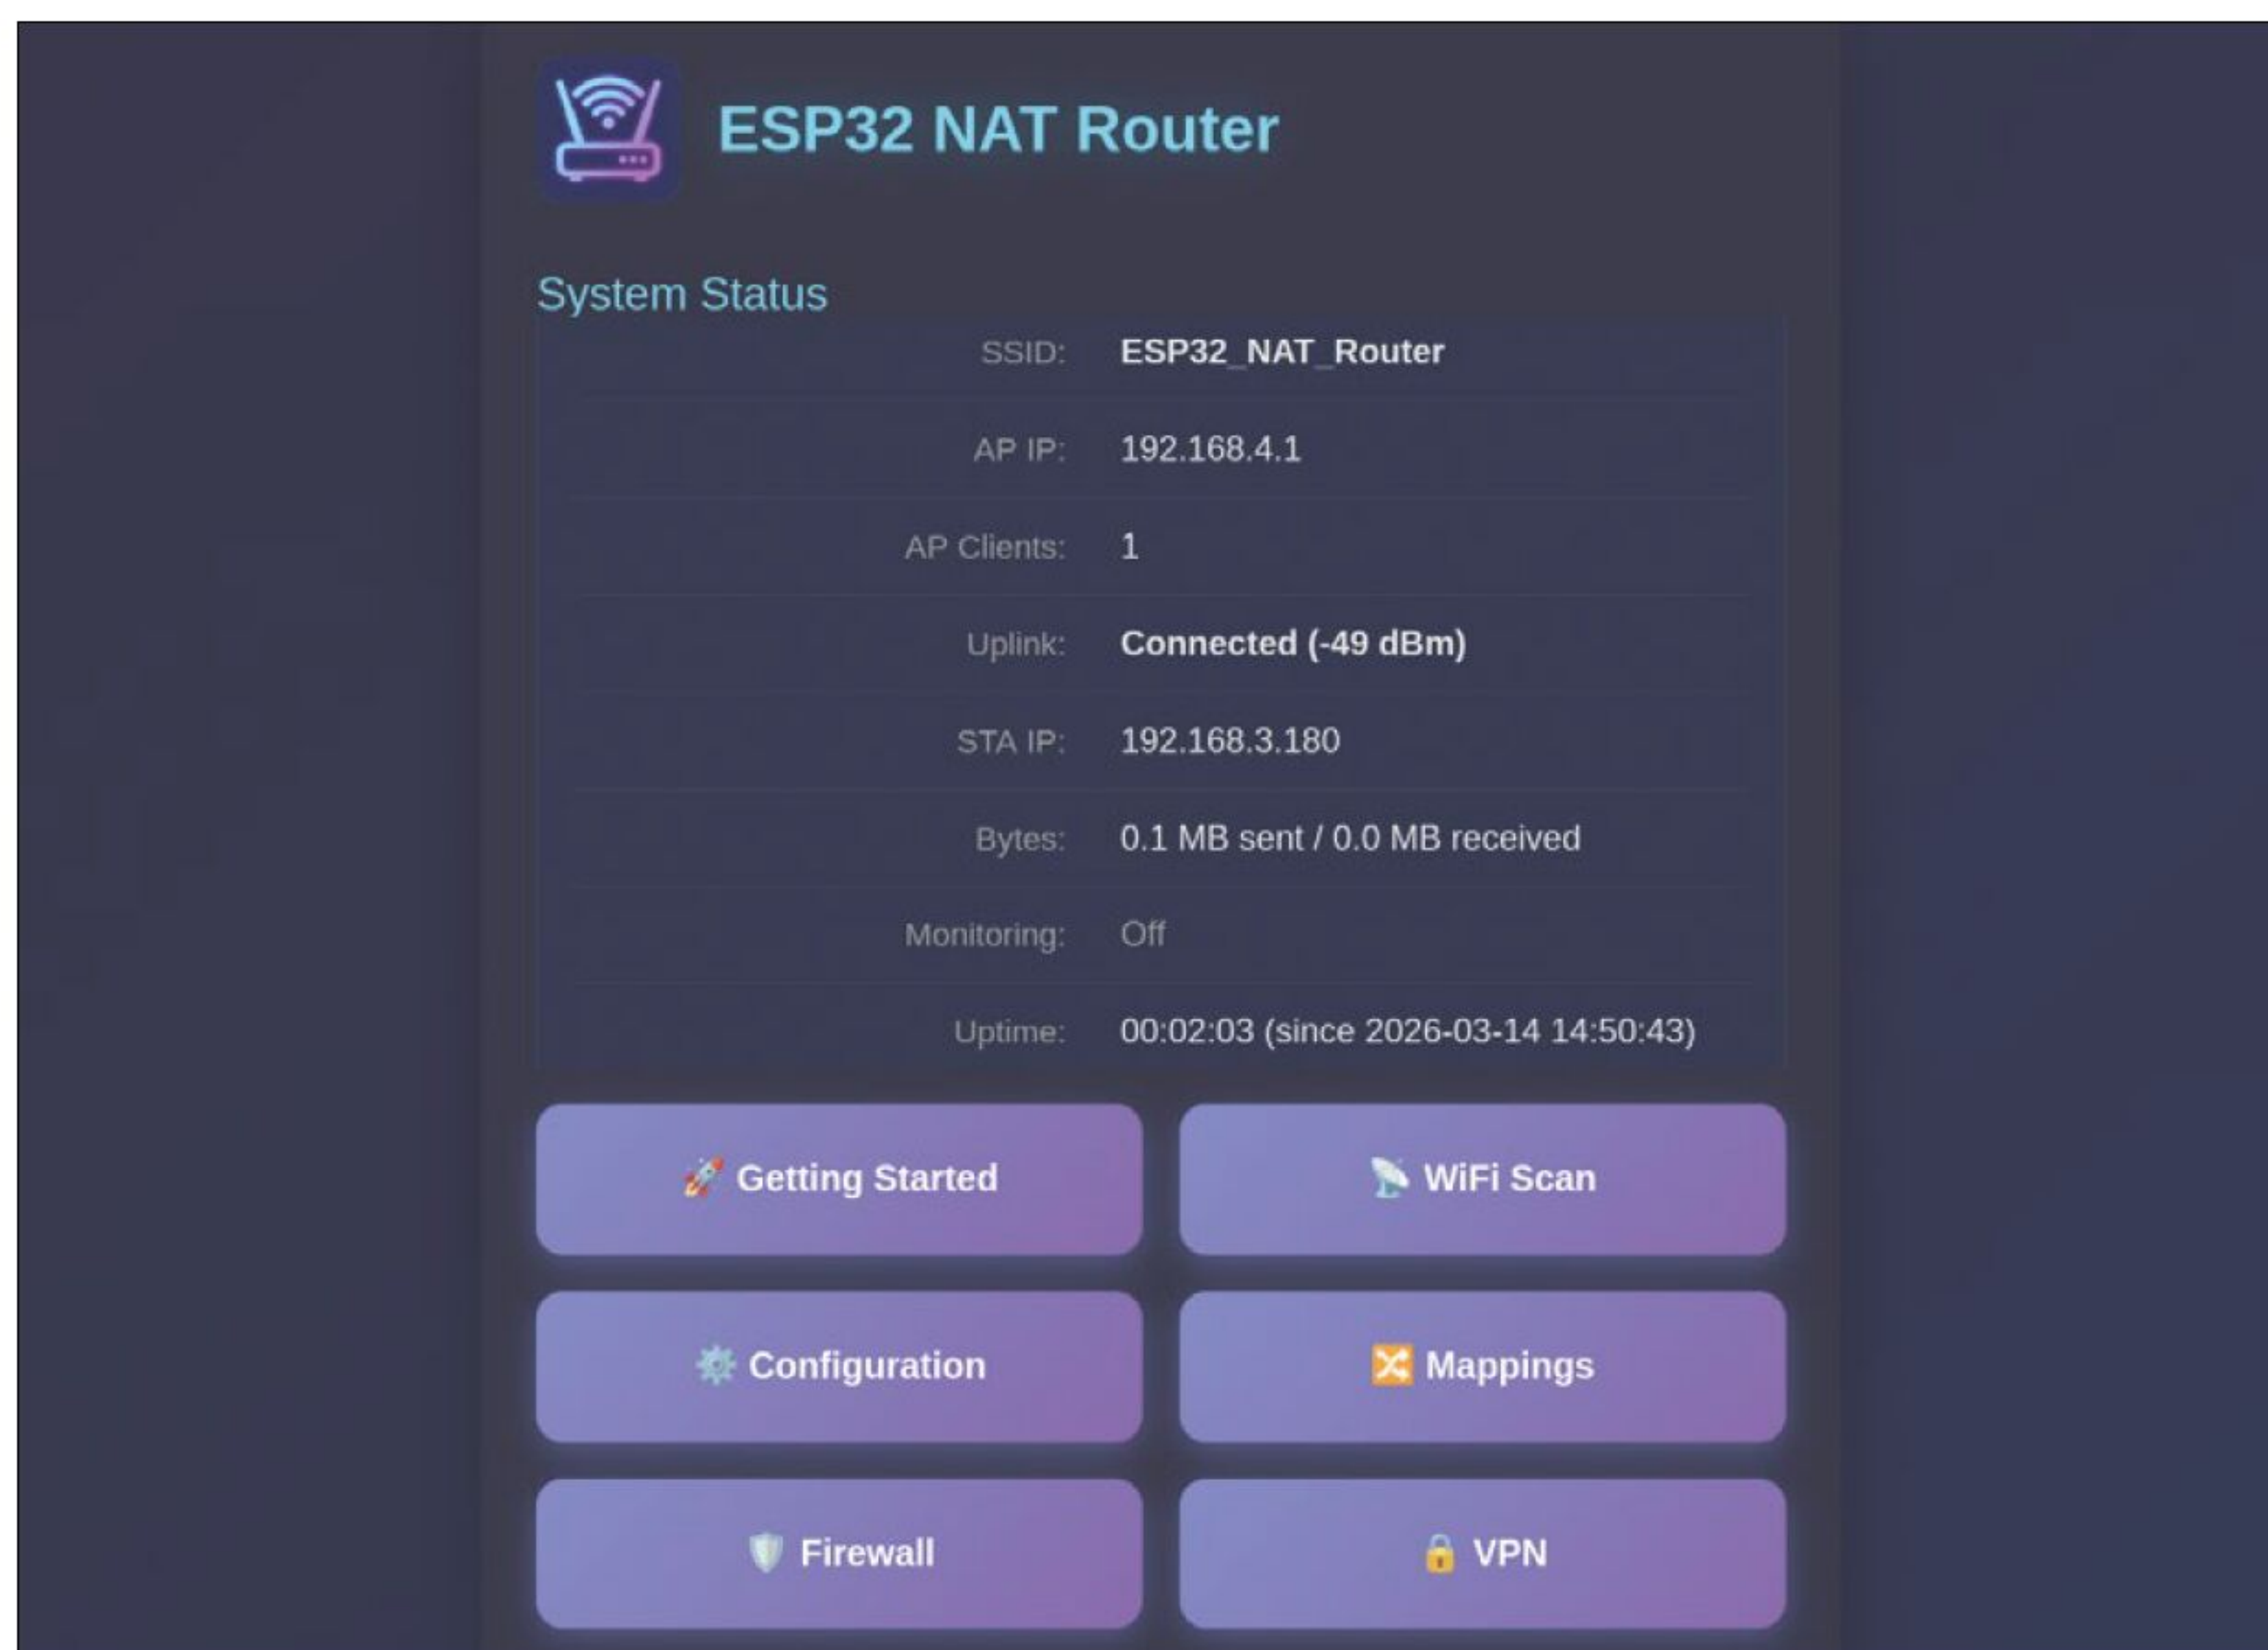 ESP32 NAT Router
System Status
SSID: ESP32_NAT_Router
AP IP: 192.168.4.1
AP Clients: 1
Uplink: Connected (-49 dBm)
STA IP: 192.168.3.180
Bytes: 0.1 MB sent / 0.0 MB received
Monitoring: Off
Uptime: 00:02:03 (since 2026-03-14 14:50:43)
🚀 Getting Started
📡 WiFi Scan
⚙️ Configuration
🔀 Mappings
🛡️ Firewall
🔒 VPN